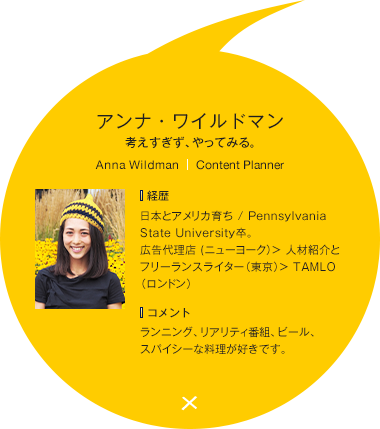 アンナ・ワイルドマン
考えすぎず、やってみる。
Anna Wildman | Content Planner
経歴
日本とアメリカ育ち / Pennsylvania
State University卒。
広告代理店 (ニューヨーク)＞ 人材紹介と
フリーランスライター（東京）＞ TAMLO
（ロンドン）
コメント
ランニング、リアリティ番組、ビール、
スパイシーな料理が好きです。